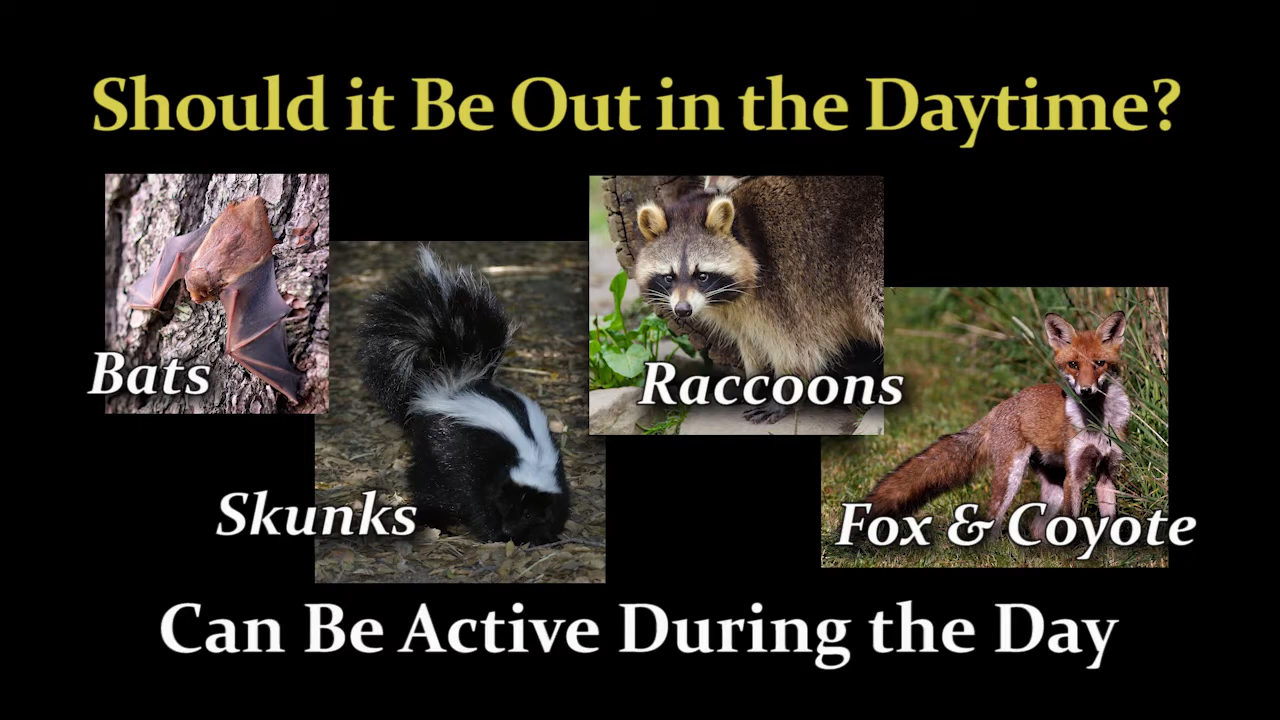 Should it Be Out in the Daytime?
Bats
Raccoons
Skunks
Fox & Coyote
Can Be Active During the Day